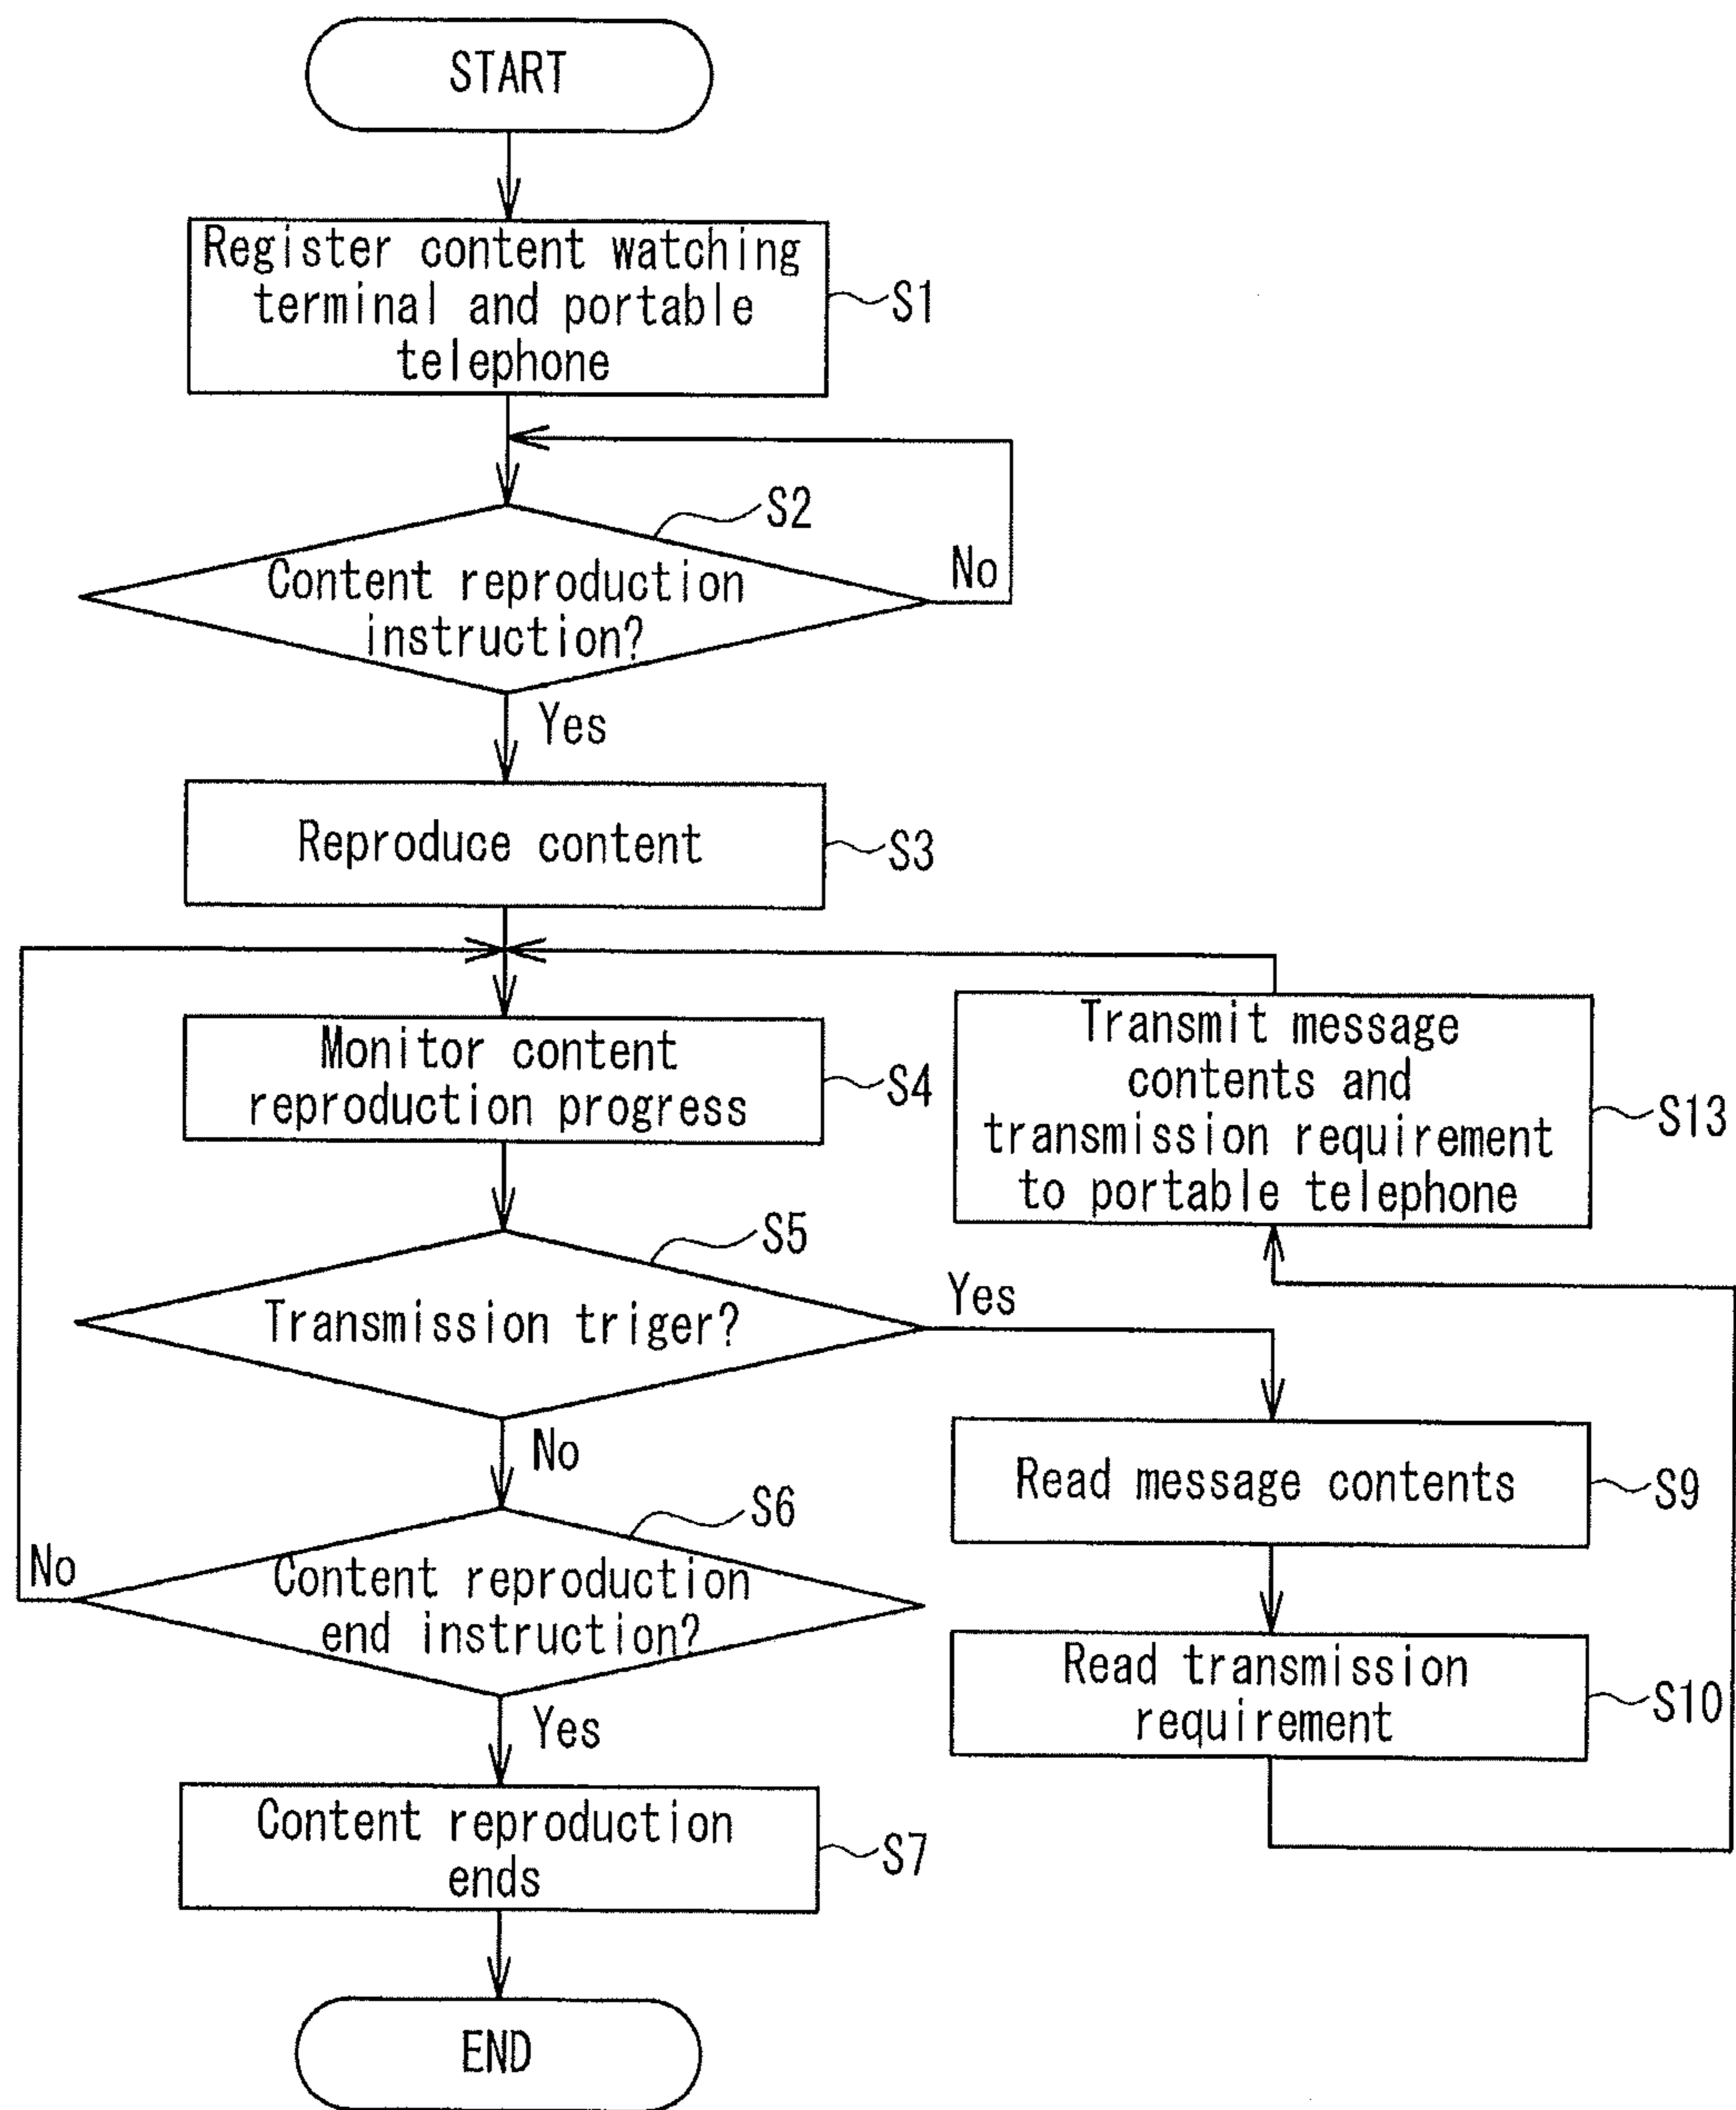 START
Register content watching
terminal and portable
telephone
S1
S2
Content reproduction
instruction?
No
Yes
Reproduce content
S3
Monitor content
reproduction progress
S4
Transmit message
contents and
transmission requirement
to portable telephone
S13
S5
Transmission triger?
Yes
No
Read message contents
S9
S6
Content reproduction
end instruction?
No
Yes
Read transmission
requirement
S10
Content reproduction
ends
S7
END